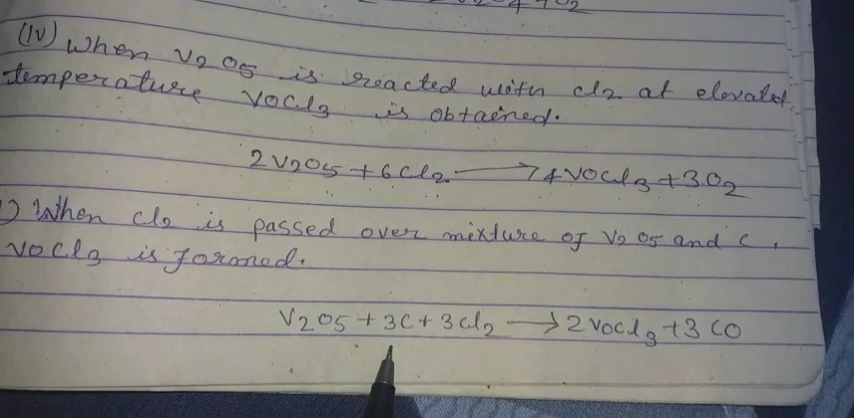 (IV) When V2O5 is reacted with Cl2 at elevated
temperature VOCl3 is obtained.
2V2O5 + 6Cl2 → 4VOCl3 + 3O2
) When Cl2 is passed over mixture of V2O5 and C,
VOCl3 is formed.
V2O5 + 3C + 3Cl2 → 2VOCl3 + 3CO